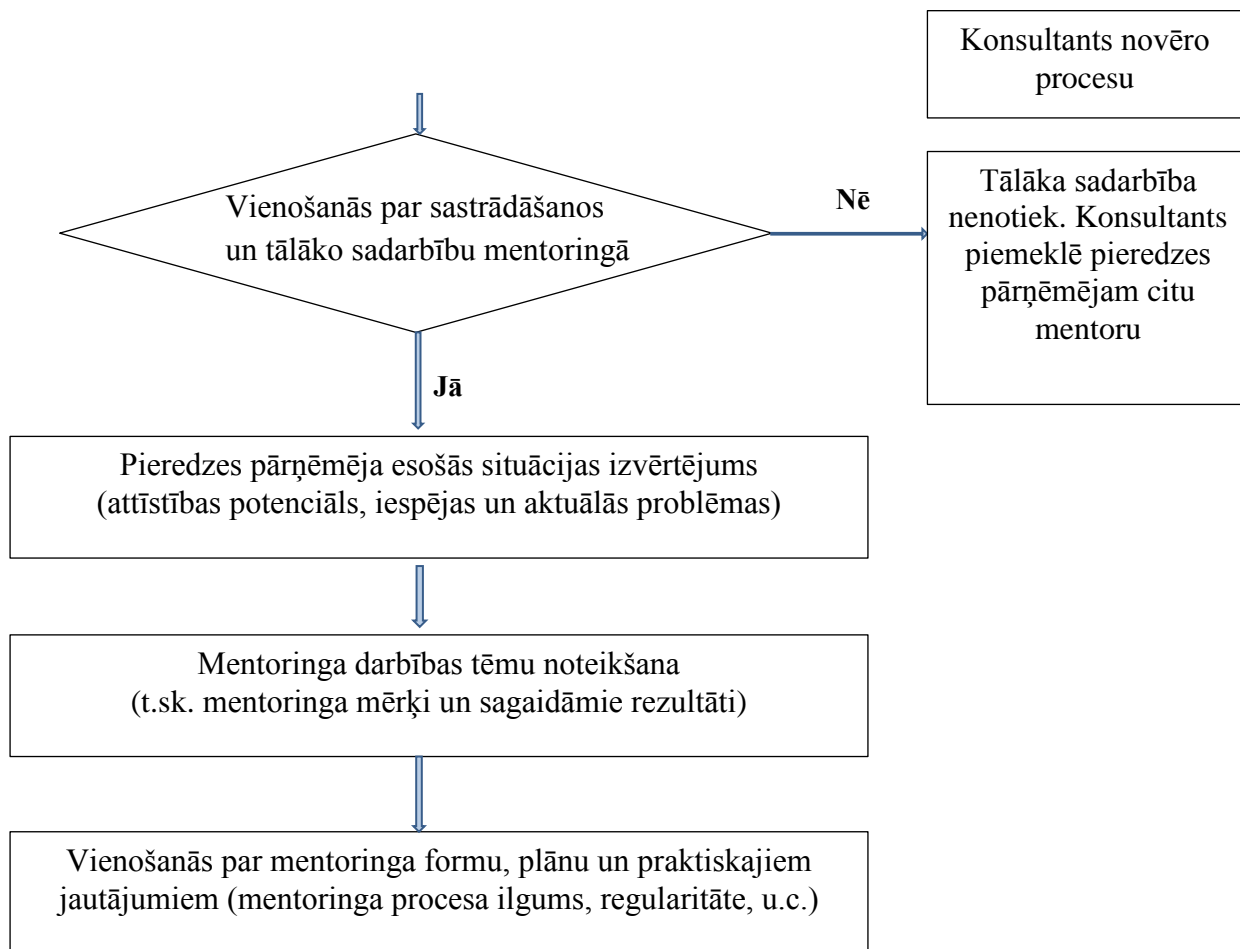 Konsultants novēro
procesu
Vienošanās par sastrādāšanos
un tālāko sadarbību mentoringā
Nē
Tālāka sadarbība
nenotiek. Konsultants
piemeklē pieredzes
pārņēmējam citu
mentoru
Jā
Pieredzes pārņēmēja esošās situācijas izvērtējums
(attīstības potenciāls, iespējas un aktuālās problēmas)
Mentoringa darbības tēmu noteikšana
(t.sk. mentoringa mērķi un sagaidāmie rezultāti)
Vienošanās par mentoringa formu, plānu un praktiskajiem
jautājumiem (mentoringa procesa ilgums, regularitāte, u.c.)